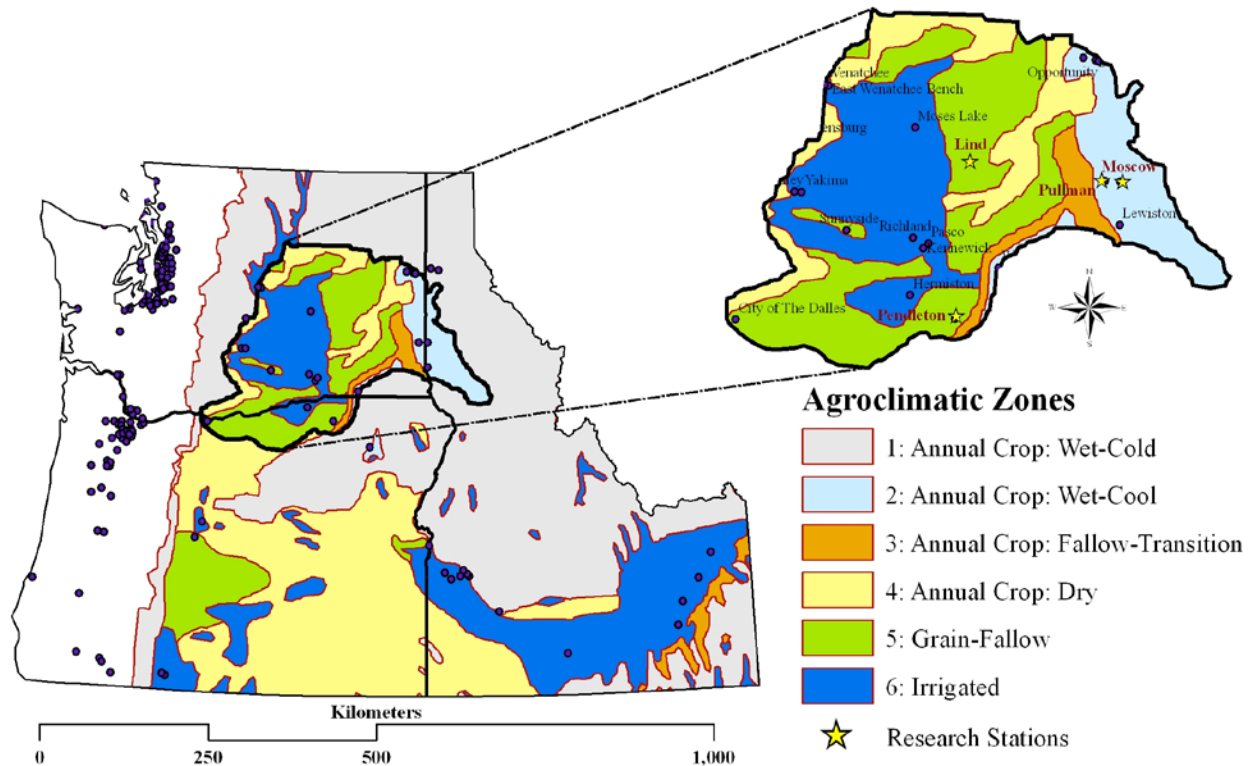 Wenatchee
East Wenatchee Bench
Opportunity
ensburg
Moses Lake
Lind
Moscow
ey Yakima
Pullman
Sunnyside
Richland
Pasco
Kennewick
Lewiston
Hermiston
City of The Dalles
Pendleton
N
W
E
S
Agroclimatic Zones
1: Annual Crop: Wet-Cold
2: Annual Crop: Wet-Cool
3: Annual Crop: Fallow-Transition
4: Annual Crop: Dry
5: Grain-Fallow
6: Irrigated
Research Stations
Kilometers
0 250 500 1,000